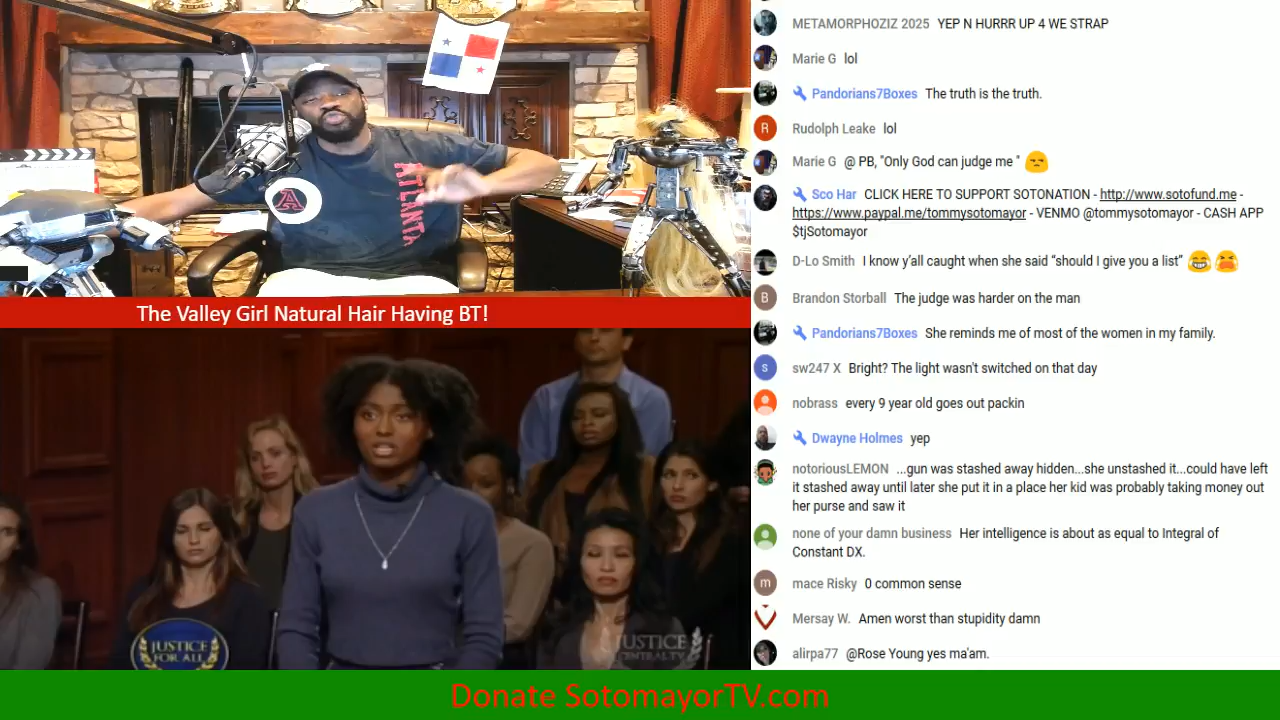 METAMORPHOZIZ 2025 YEP N HURRR UP 4 WE STRAP
Marie G lol
Pandorians7Boxes The truth is the truth.
R Rudolph Leake lol
Marie G @ PB, "Only God can judge me "
Sco Har CLICK HERE TO SUPPORT SOTONATION - http://www.sotofund.me -
https://www.paypal.me/tommysotomayor - VENMO @tommysotomayor - CASH APP
$tjSotomayor
D-Lo Smith I know y'all caught when she said “should I give you a list”
B Brandon Storball The judge was harder on the man
Pandorians7Boxes She reminds me of most of the women in my family.
s sw247 X Bright? The light wasn't switched on that day
nobrass every 9 year old goes out packin
Dwayne Holmes yep
notoriousLEMON ...gun was stashed away hidden...she unstashed it...could have left
it stashed away until later she put it in a place her kid was probably taking money out
her purse and saw it
none of your damn business Her intelligence is about as equal to Integral of
Constant DX.
m mace Risky 0 common sense
Mersay W. Amen worst than stupidity damn
alirpa77 @Rose Young yes ma'am.
ATLANTA
A
The Valley Girl Natural Hair Having BT!
JUSTICE
FOR ALL
JUSTICE
CENTRAL.TV
Donate SotomayorTV.com